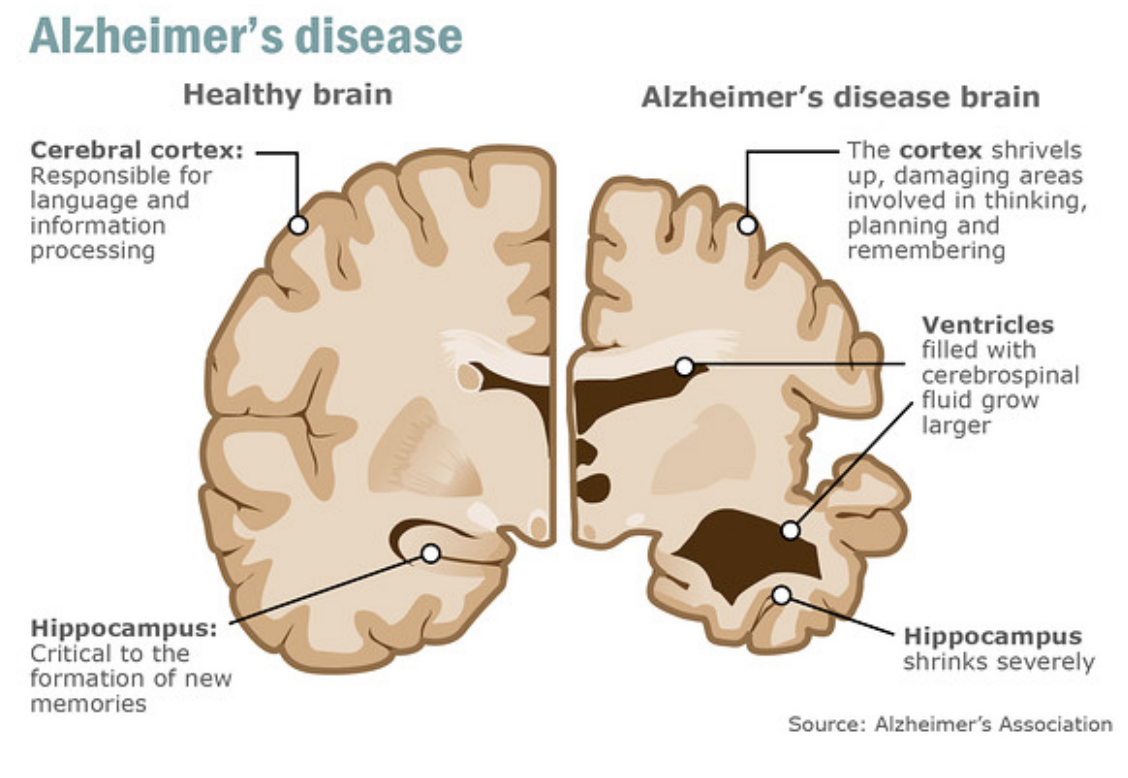 Alzheimer's disease
Healthy brain
Cerebral cortex:
Responsible for
language and
information
processing
Hippocampus:
Critical to the
formation of new
memories
Alzheimer's disease brain
The cortex shrivels
up, damaging areas
involved in thinking,
planning and
remembering
Ventricles
filled with
cerebrospinal
fluid grow
larger
Hippocampus
shrinks severely
Source: Alzheimer's Association